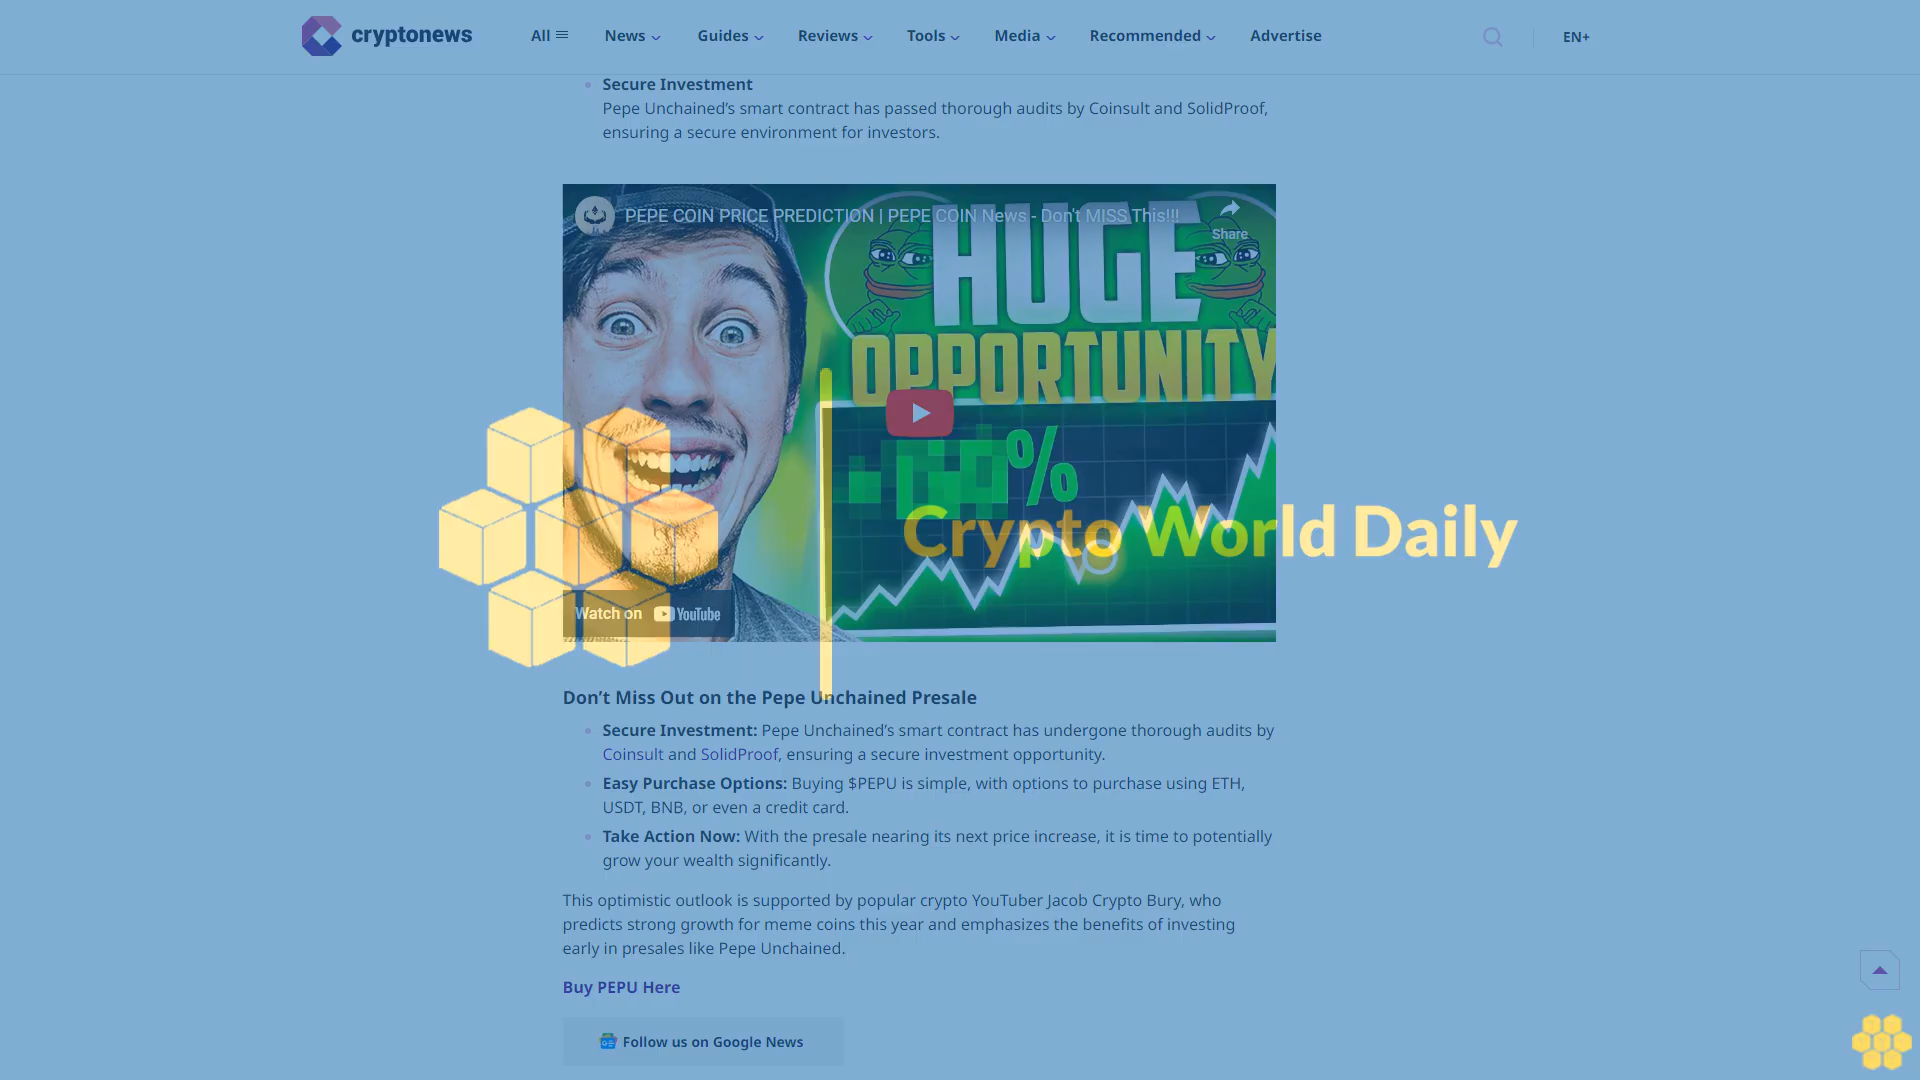 cryptonews
All
News
Guides
Reviews
Tools
Media
Recommended
Advertise
EN+
Secure Investment
Pepe Unchained’s smart contract has passed thorough audits by Coinsult and SolidProof,
ensuring a secure environment for investors.
PEPE COIN PRICE PREDICTION | PEPE COIN News - Don't MISS This!!!
Share
HUGE
OPPORTUNITY
%
Crypto World Daily
Watch on YouTube
Don’t Miss Out on the Pepe Unchained Presale
Secure Investment: Pepe Unchained’s smart contract has undergone thorough audits by
Coinsult and SolidProof, ensuring a secure investment opportunity.
Easy Purchase Options: Buying $PEPU is simple, with options to purchase using ETH,
USDT, BNB, or even a credit card.
Take Action Now: With the presale nearing its next price increase, it is time to potentially
grow your wealth significantly.
This optimistic outlook is supported by popular crypto YouTuber Jacob Crypto Bury, who
predicts strong growth for meme coins this year and emphasizes the benefits of investing
early in presales like Pepe Unchained.
Buy PEPU Here
Follow us on Google News